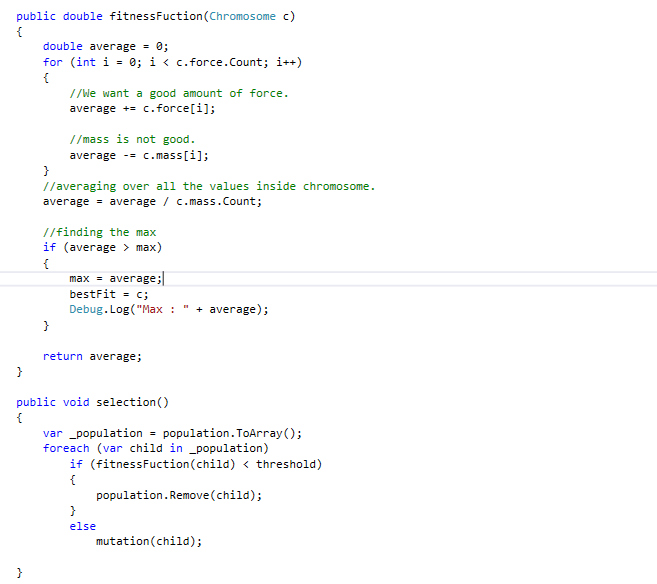 public double fitnessFuction(Chromosome c)
{
    double average = 0;
    for (int i = 0; i < c.force.Count; i++)
    {
        //We want a good amount of force.
        average += c.force[i];

        //mass is not good.
        average -= c.mass[i];
    }
    //averaging over all the values inside chromosome.
    average = average / c.mass.Count;

    //finding the max
    if (average > max)
    {
        max = average;
        bestFit = c;
        Debug.Log("Max : " + average);
    }

    return average;
}

public void selection()
{
    var _population = population.ToArray();
    foreach (var child in _population)
        if (fitnessFuction(child) < threshold)
        {
            population.Remove(child);
        }
        else
            mutation(child);

}